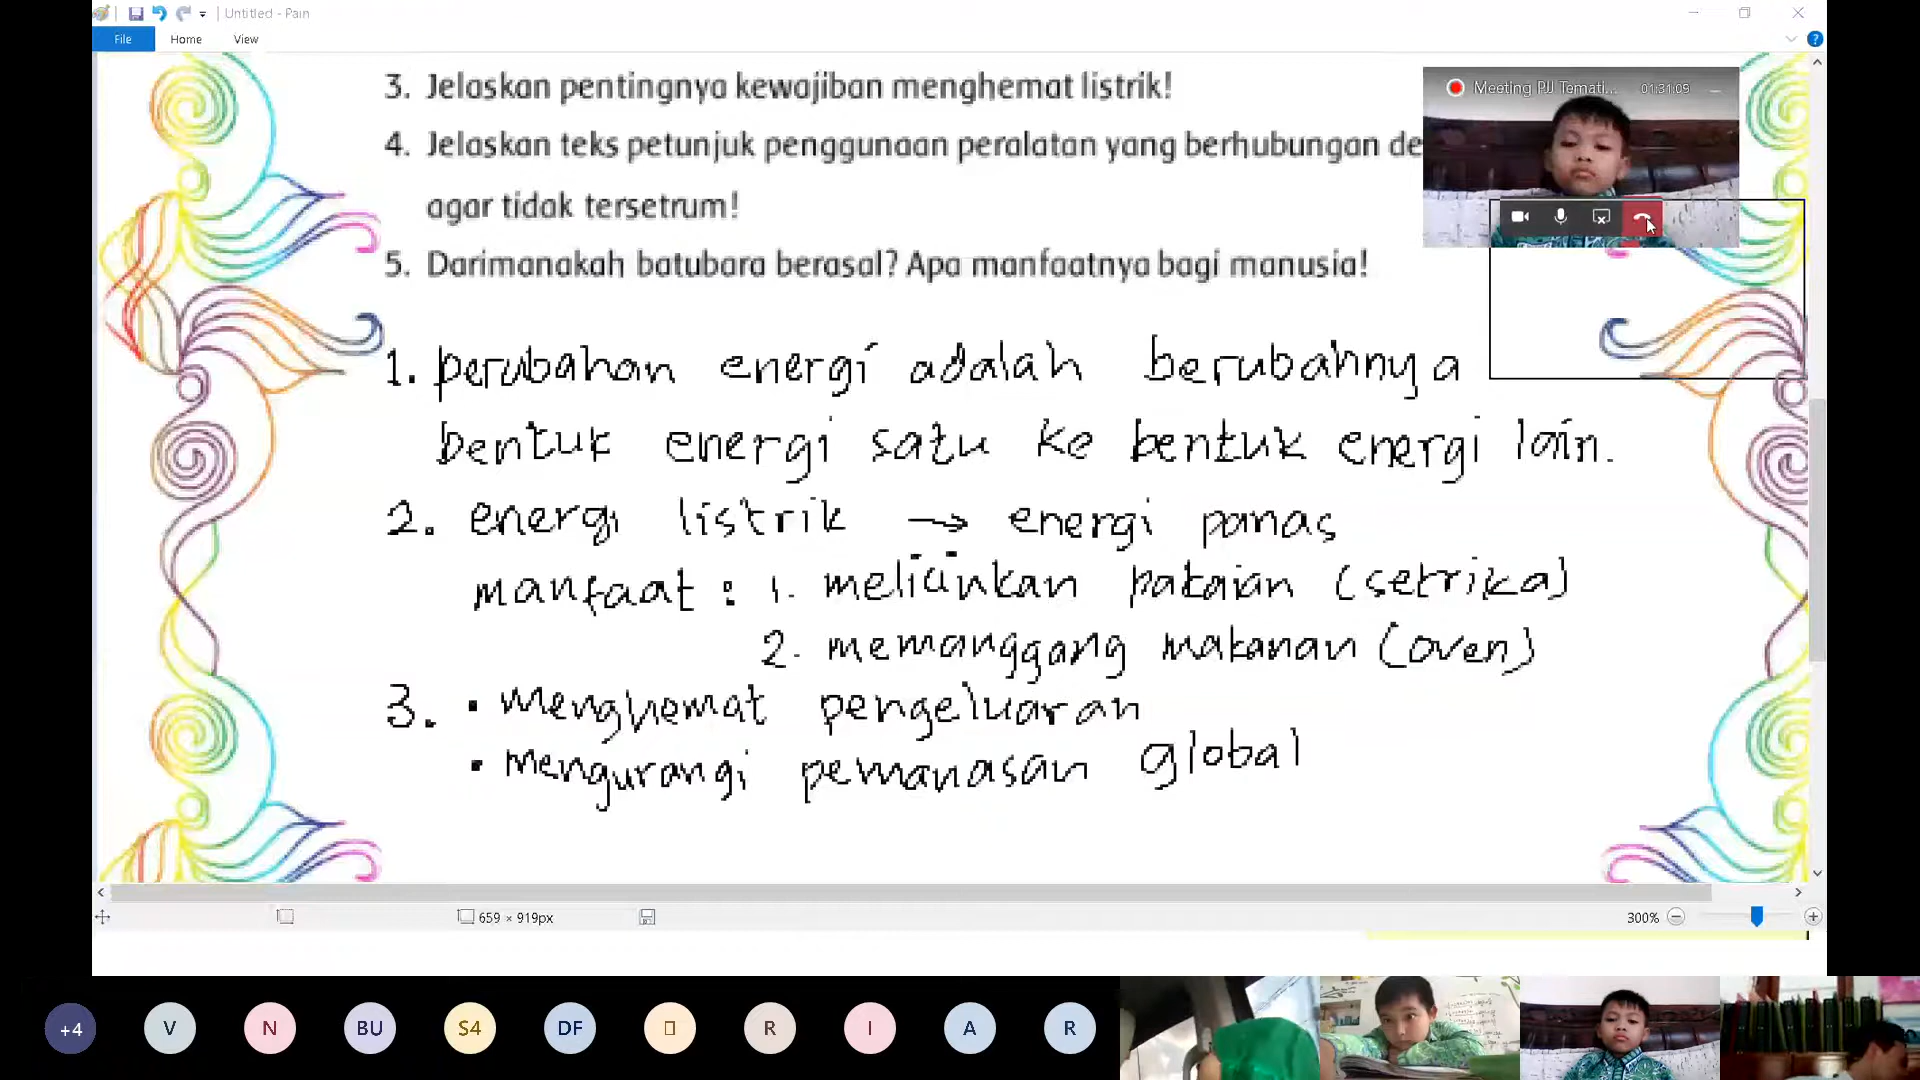 Untitled - Pain
File Home View
3. Jelaskan pentingnya kewajiban menghemat listrik!
4. Jelaskan teks petunjuk penggunaan peralatan yang berhubungan de
agar tidak tersetrum!
5. Darimanakah batubara berasal? Apa manfaatnya bagi manusia!
Meeting PJJ Temati... 01:31:09
1. perubahan energi adalah berubahnya
bentuk energi satu ke bentuk energi lain.
2. energi listrik → energi panas
manfaat : 1. meliciinkan pakaian (setrika)
2. memanggang makanan (oven)
3. • menghemat pengeluaran
• mengurangi pemanasan global
659 × 919px
300%
+4 V N BU S4 DF R I A R